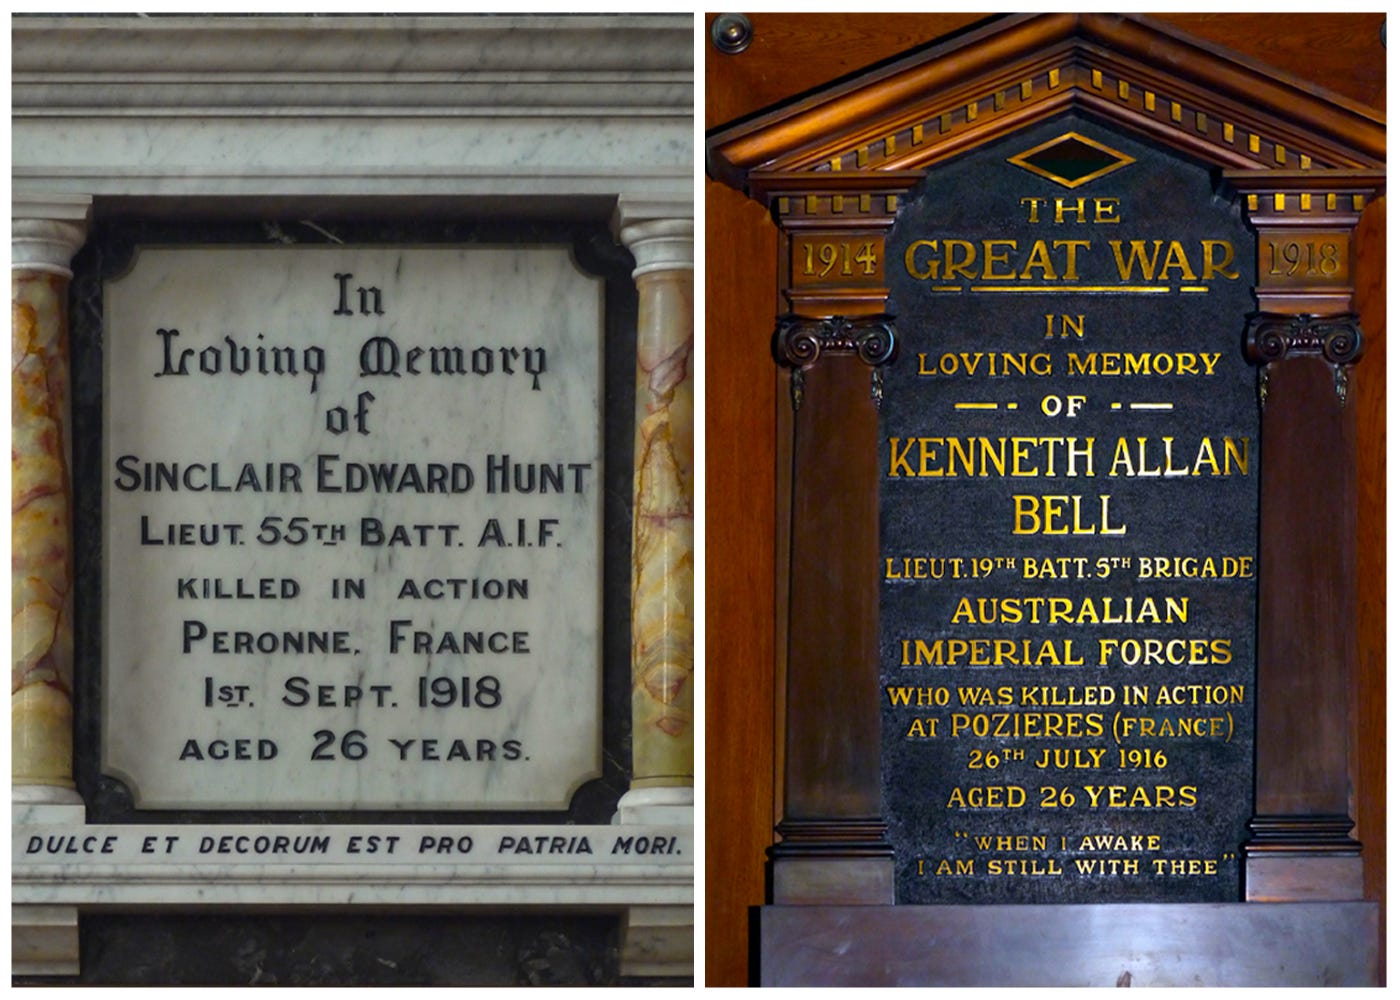 In
Loving Memory
of
SINCLAIR EDWARD HUNT
LIEUT. 55TH BATT. A.I.F.
KILLED IN ACTION
PERONNE, FRANCE
1ST. SEPT. 1918
AGED 26 YEARS.
DULCE ET DECORUM EST PRO PATRIA MORI.
THE
1914 GREAT WAR 1918
IN
LOVING MEMORY
OF
KENNETH ALLAN
BELL
LIEUT. 19TH BATT. 5TH BRIGADE
AUSTRALIAN
IMPERIAL FORCES
WHO WAS KILLED IN ACTION
AT POZIERES (FRANCE)
26TH JULY 1916
AGED 26 YEARS
"WHEN I AWAKE
I AM STILL WITH THEE"